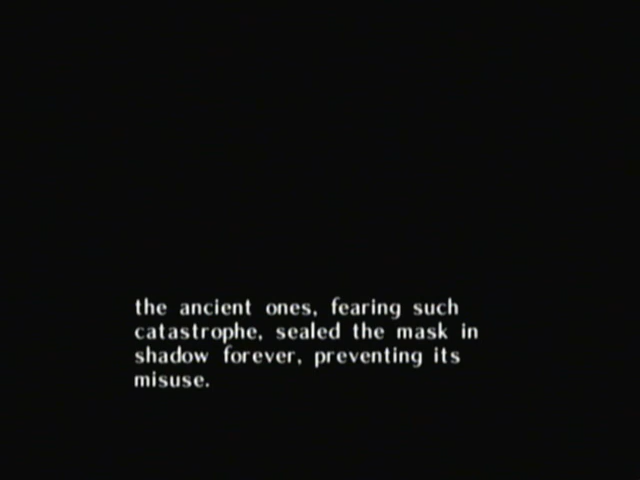 the ancient ones, fearing such
catastrophe, sealed the mask in
shadow forever, preventing its
misuse.